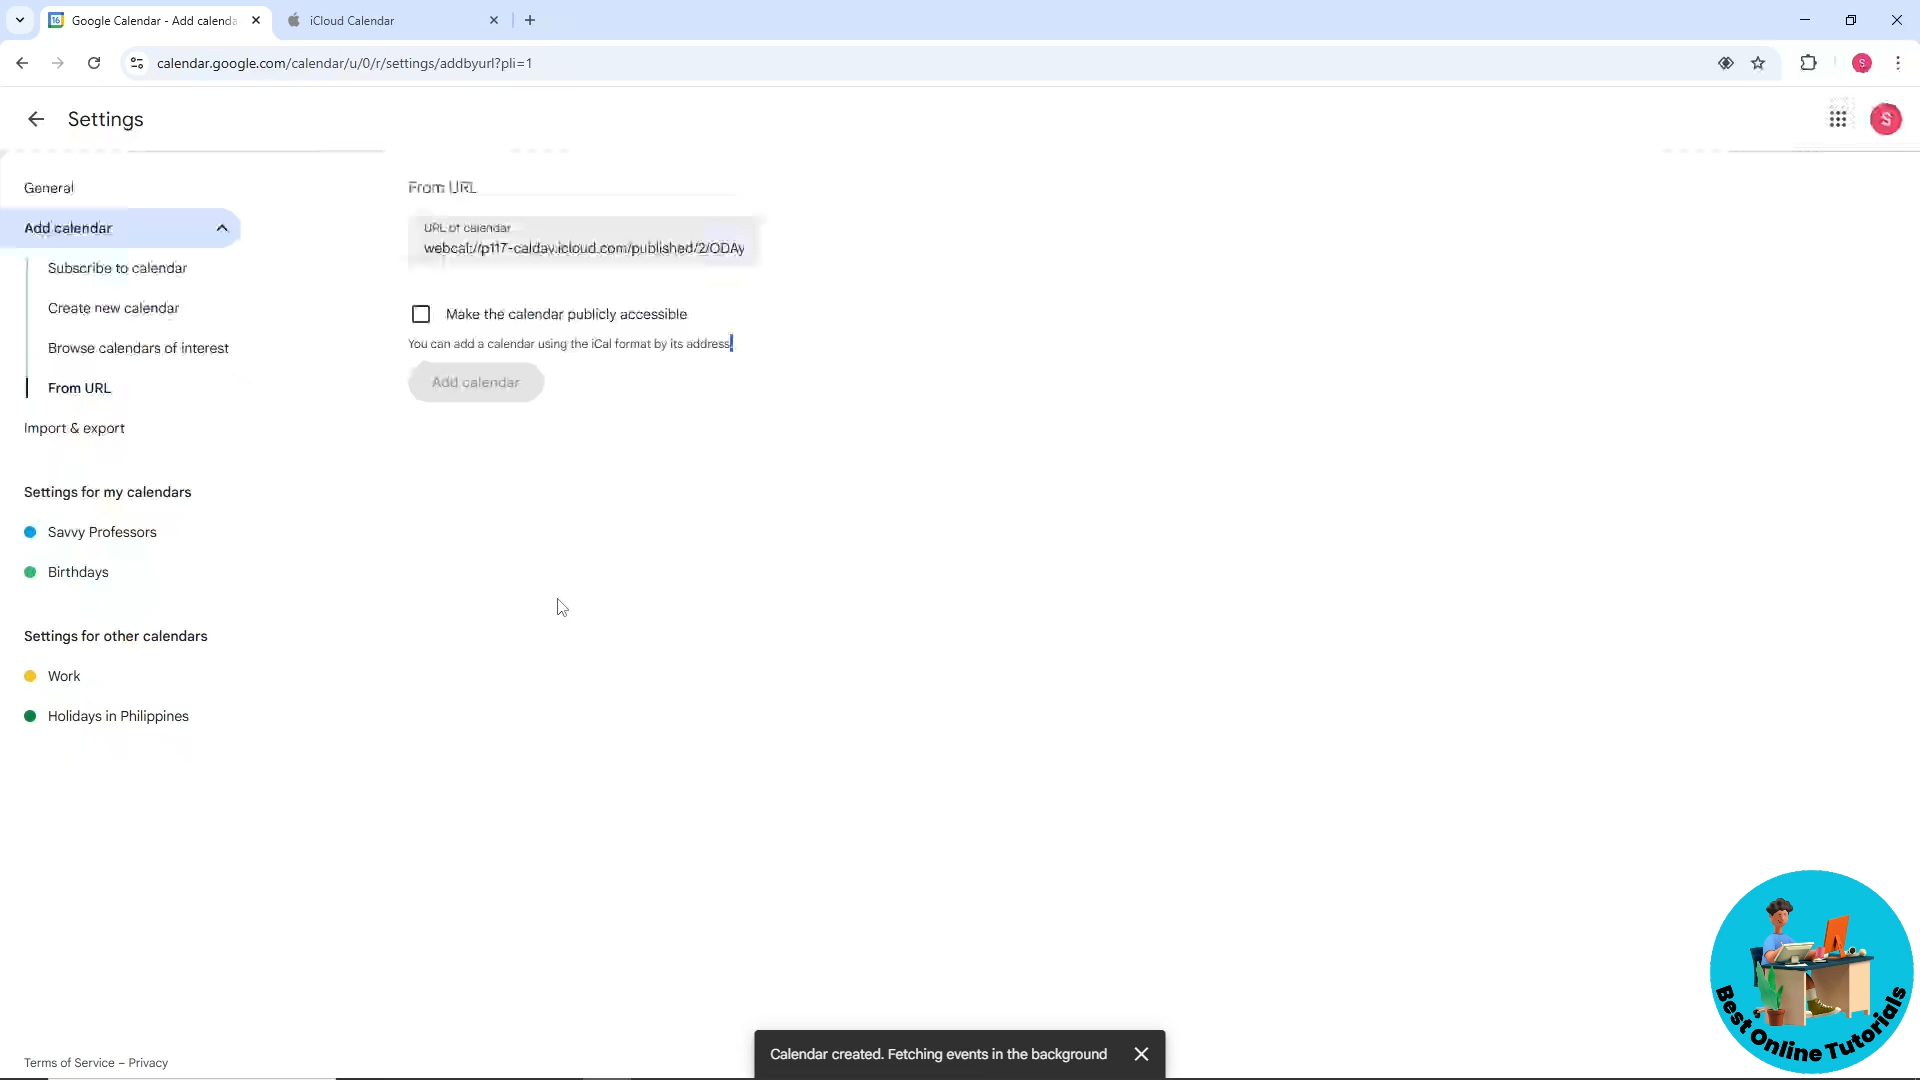 Google Calendar - Add calenda
iCloud Calendar
calendar.google.com/calendar/u/0/r/settings/addbyurl?pli=1
S
Settings
S
General
Add calendar
Subscribe to calendar
Create new calendar
Browse calendars of interest
From URL
Import & export
Settings for my calendars
Savvy Professors
Birthdays
Settings for other calendars
Work
Holidays in Philippines
From URL
URL of calendar
webcal://p117-caldav.icloud.com/published/2/ODAy
Make the calendar publicly accessible
You can add a calendar using the iCal format by its address.
Add calendar
Terms of Service – Privacy
Calendar created. Fetching events in the background
Best Online Tutorials